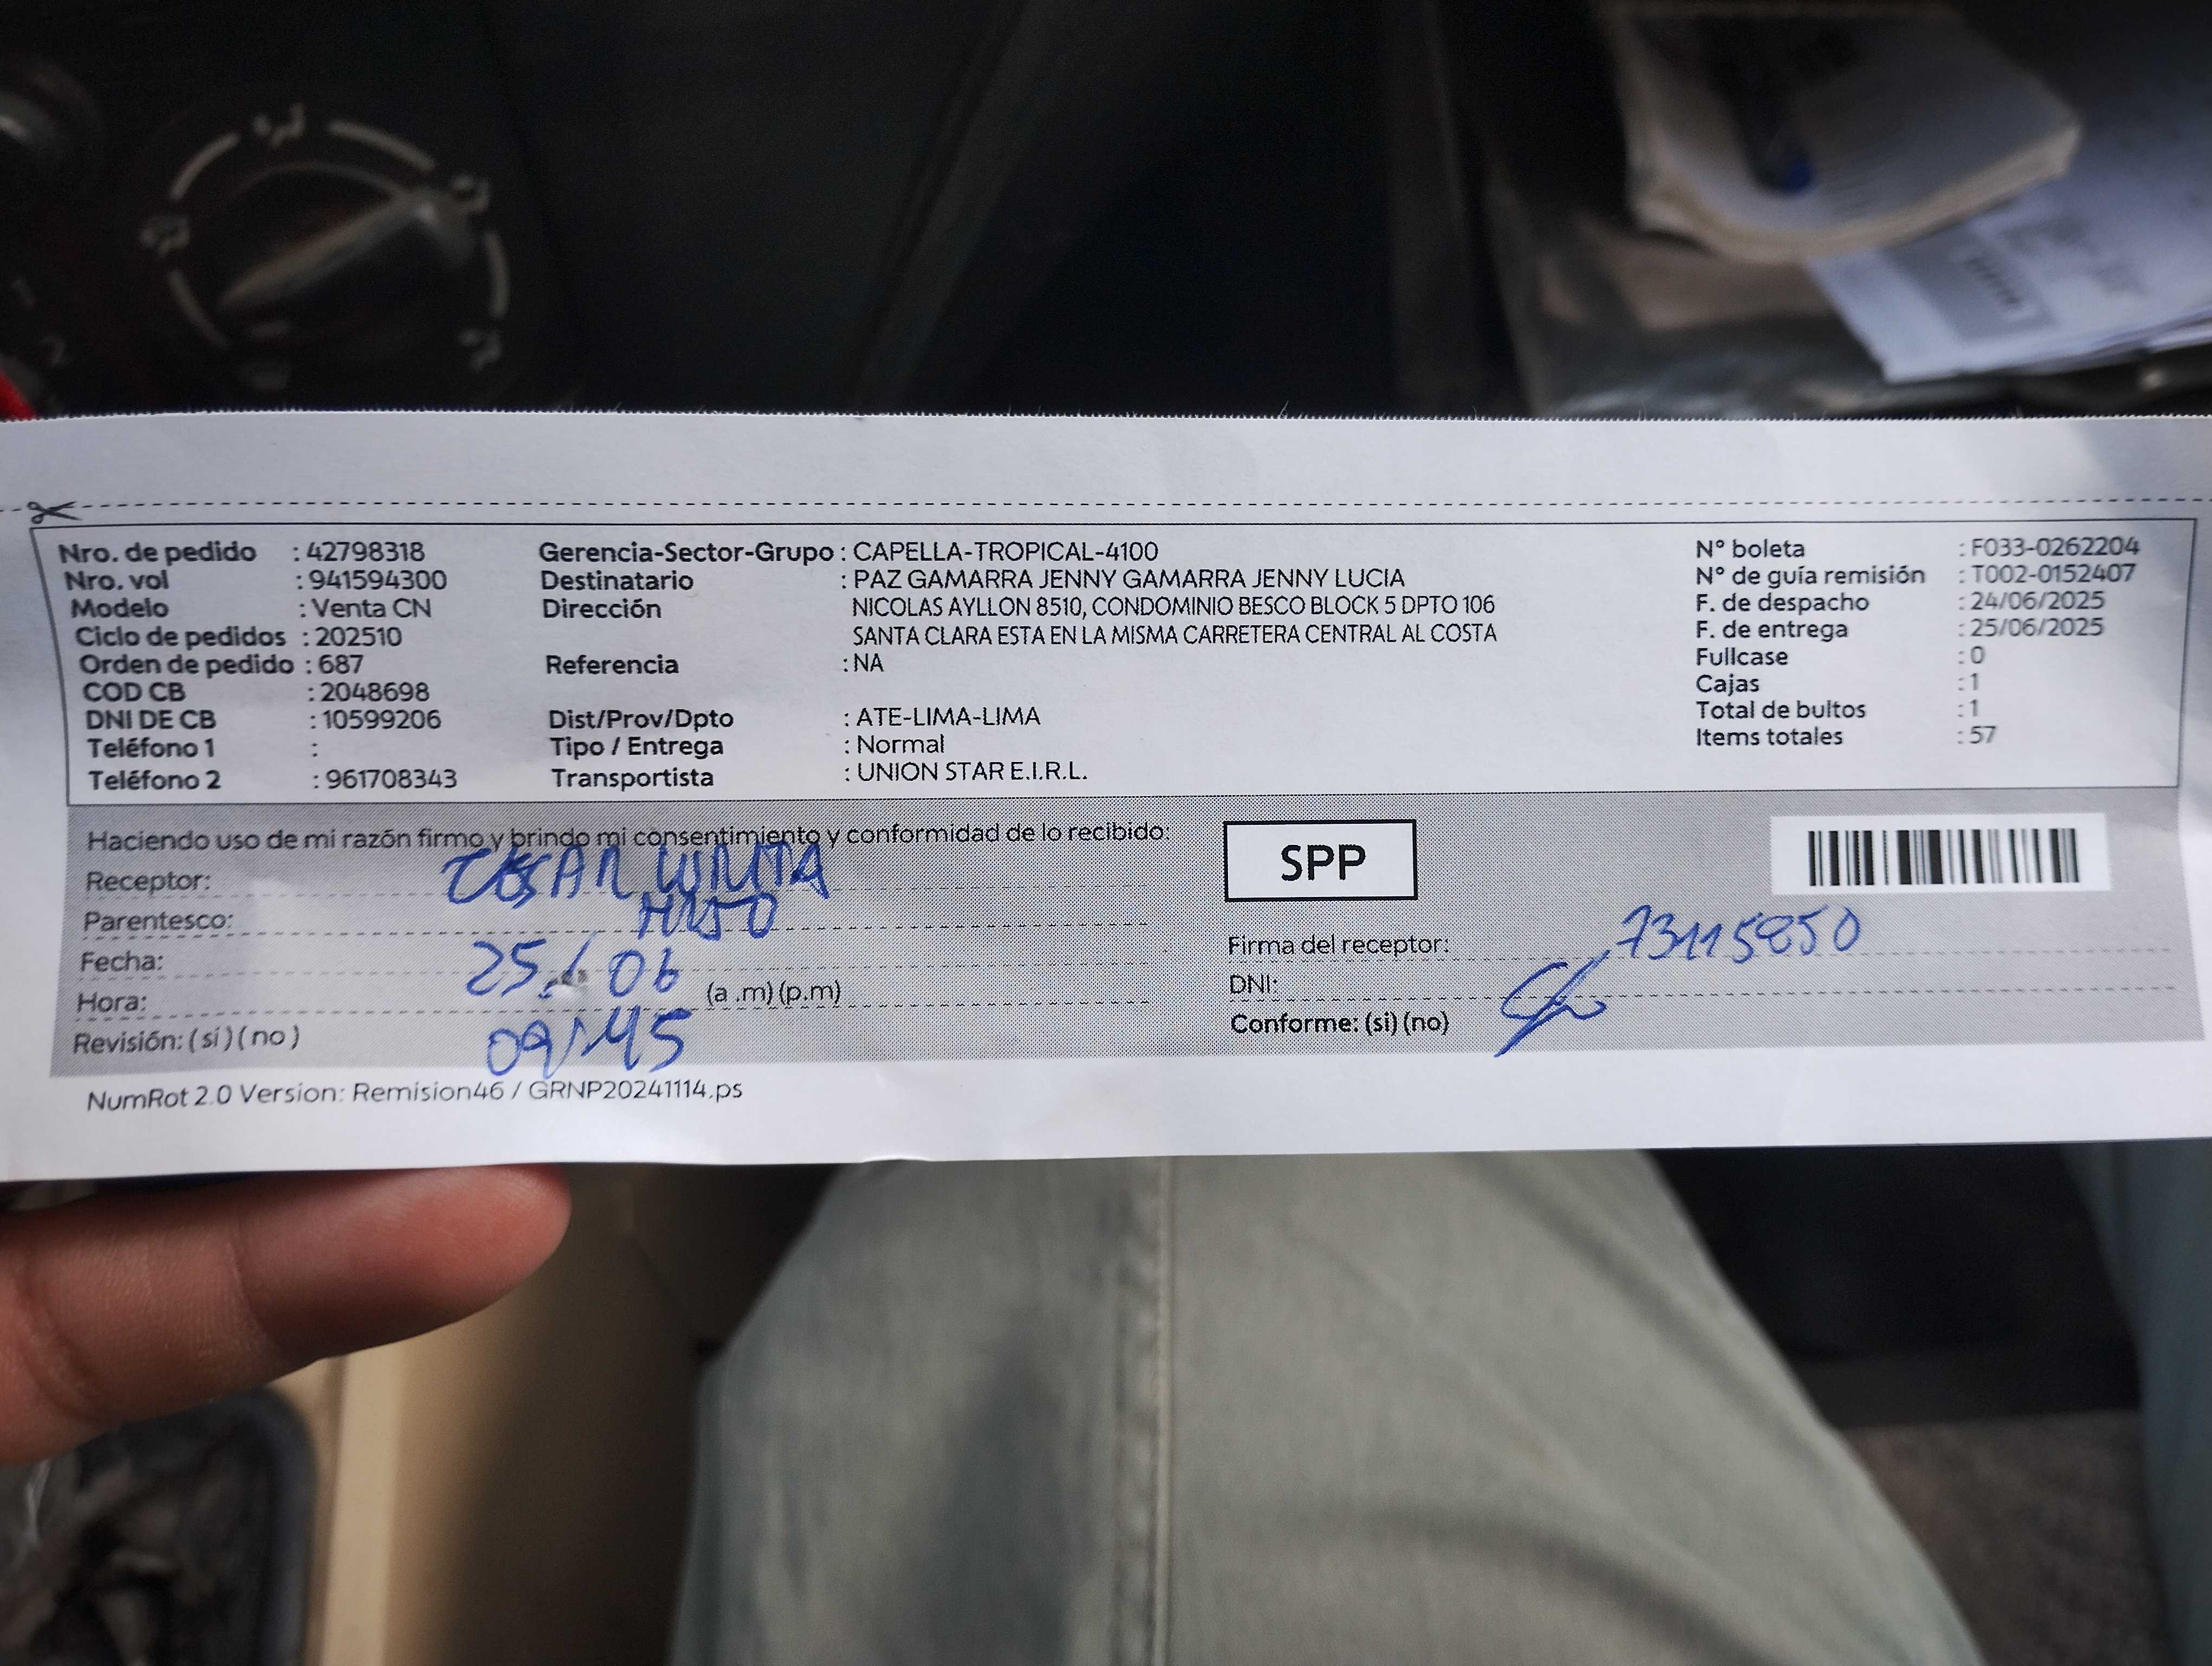 Nro. de pedido : 42798318
Nro. vol : 941594300
Modelo : Venta CN
Ciclo de pedidos : 202510
Orden de pedido : 687
COD CB : 2048698
DNI DE CB : 10599206
Teléfono 1 :
Teléfono 2 : 961708343
Gerencia-Sector-Grupo : CAPELLA-TROPICAL-4100
Destinatario : PAZ GAMARRA JENNY GAMARRA JENNY LUCIA
Dirección NICOLAS AYLLON 8510, CONDOMINIO BESCO BLOCK 5 DPTO 106
SANTA CLARA ESTA EN LA MISMA CARRETERA CENTRAL AL COSTA
Referencia : NA
Dist/Prov/Dpto : ATE-LIMA-LIMA
Tipo / Entrega : Normal
Transportista : UNION STAR E.I.R.L.
N° boleta : F033-0262204
N° de guía remisión : T002-0152407
F. de despacho : 24/06/2025
F. de entrega : 25/06/2025
Fullcase : 0
Cajas : 1
Total de bultos : 1
Items totales : 57
Haciendo uso de mi razón firmo y brindo mi consentimiento y conformidad de lo recibido:
Receptor: CESAR
Parentesco:
Fecha: 25/06
Hora: (a .m) (p.m)
09:45
Revisión: ( si ) ( no )
SPP
Firma del receptor: 73115850
DNI:
Conforme: (si) (no)
NumRot 2.0 Version: Remision46 / GRNP20241114.ps